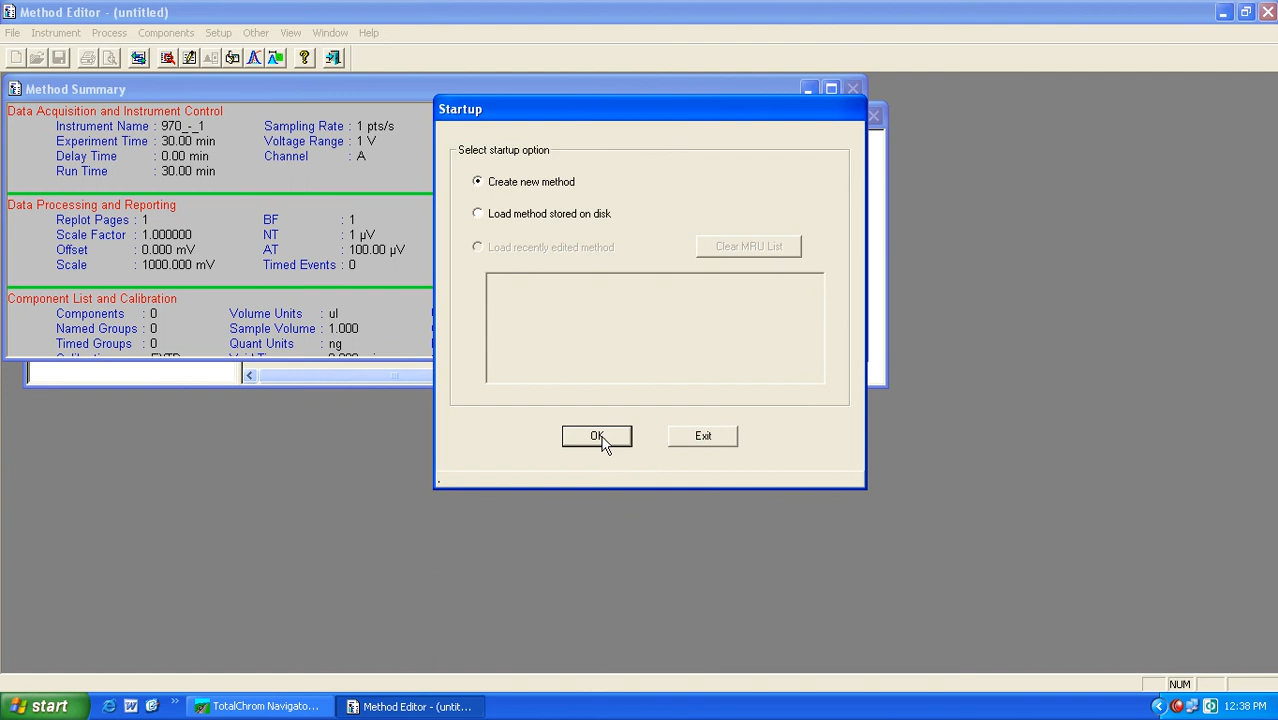 Method Editor - (untitled)
File Instrument Process Components Setup Other View Window Help
Method Summary
Data Acquisition and Instrument Control
Instrument Name : 970_-_1 Sampling Rate : 1 pts/s
Experiment Time : 30.00 min Voltage Range : 1 V
Delay Time : 0.00 min Channel : A
Run Time : 30.00 min
Data Processing and Reporting
Replot Pages : 1 BF : 1
Scale Factor : 1.000000 NT : 1 µV
Offset : 0.000 mV AT : 100.00 µV
Scale : 1000.000 mV Timed Events : 0
Component List and Calibration
Components : 0 Volume Units : ul
Named Groups : 0 Sample Volume : 1.000
Timed Groups : 0 Quant Units : ng
Startup
Select startup option
Create new method
Load method stored on disk
Load recently edited method Clear MRU List
OK Exit
NUM
start TotalChrom Navigato... Method Editor - (untit... 12:38 PM